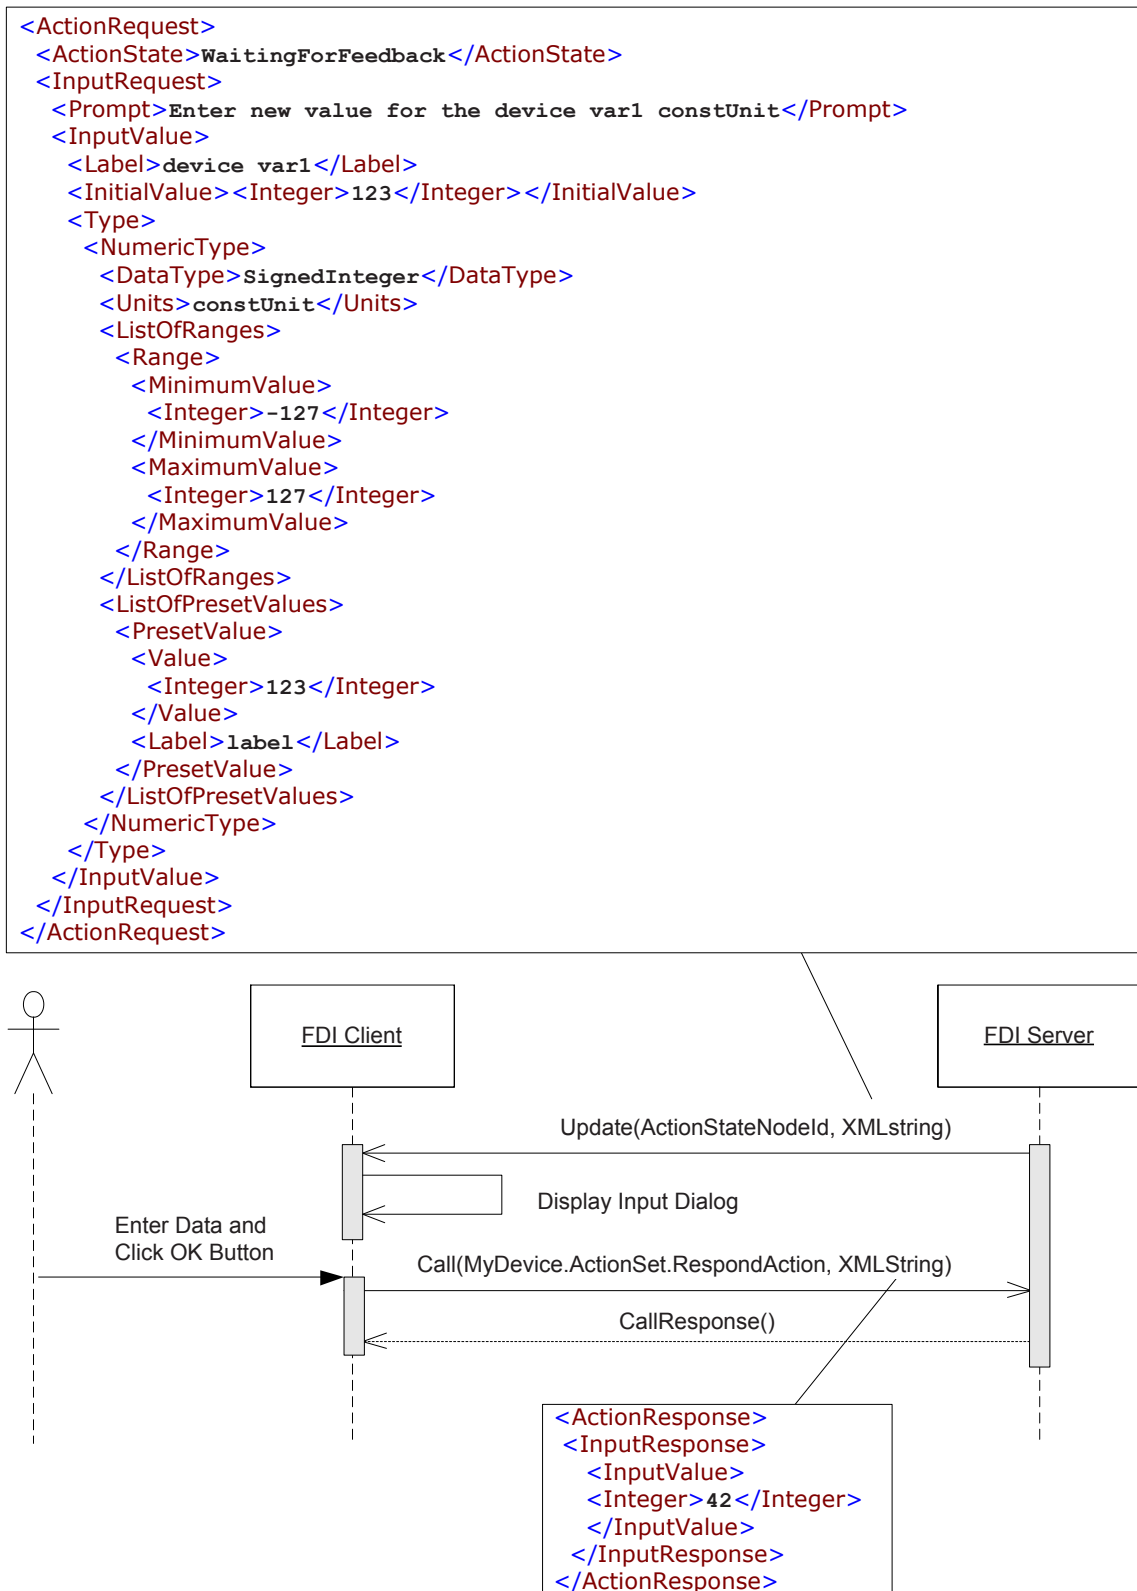 <ActionRequest>
<ActionState>WaitingForFeedback</ActionState>
<InputRequest>
<Prompt>Enter new value for the device var1 constUnit</Prompt>
<InputValue>
<Label>device var1</Label>
<InitialValue><Integer>123</Integer></InitialValue>
<Type>
<NumericType>
<DataType>SignedInteger</DataType>
<Units>constUnit</Units>
<ListOfRanges>
<Range>
<MinimumValue>
<Integer>-127</Integer>
</MinimumValue>
<MaximumValue>
<Integer>127</Integer>
</MaximumValue>
</Range>
</ListOfRanges>
<ListOfPresetValues>
<PresetValue>
<Value>
<Integer>123</Integer>
</Value>
<Label>label</Label>
</PresetValue>
</ListOfPresetValues>
</NumericType>
</Type>
</InputValue>
</InputRequest>
</ActionRequest>
FDI Client
FDI Server
Update(ActionStateNodeId, XMLstring)
Display Input Dialog
Enter Data and
Click OK Button
Call(MyDevice.ActionSet.RespondAction, XMLString)
CallResponse()
<ActionResponse>
<InputResponse>
<InputValue>
<Integer>42</Integer>
</InputValue>
</InputResponse>
</ActionResponse>